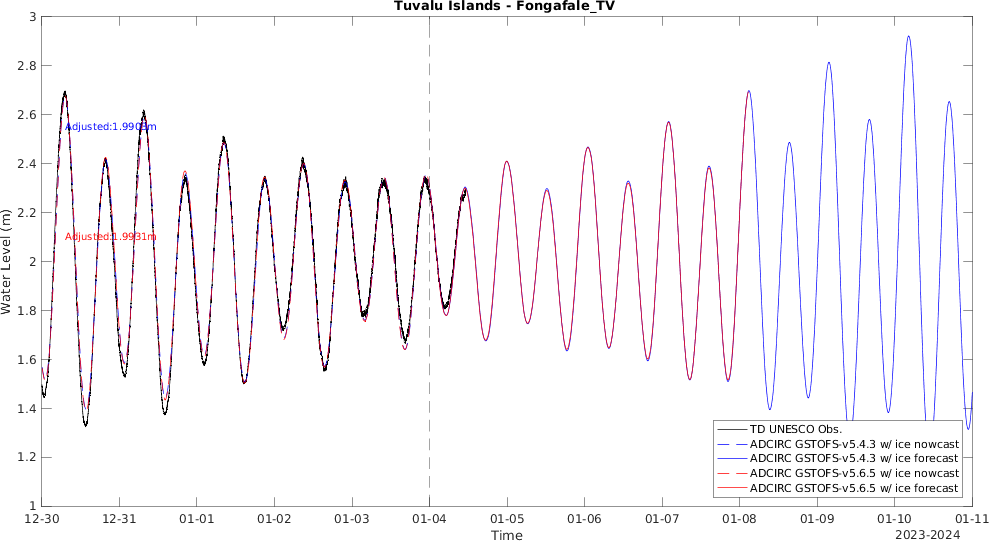 Tuvalu Islands - Fongafale_TV
3
2.8
2.6
2.4
2.2
2
1.8
1.6
1.4
1.2
1
Water Level (m)
Adjusted:1.9905m
Adjusted:1.9931m
TD UNESCO Obs.
ADCIRC GSTOFS-v5.4.3 w/ ice nowcast
ADCIRC GSTOFS-v5.4.3 w/ ice forecast
ADCIRC GSTOFS-v5.6.5 w/ ice nowcast
ADCIRC GSTOFS-v5.6.5 w/ ice forecast
12-30 12-31 01-01 01-02 01-03 01-04 01-05 01-06 01-07 01-08 01-09 01-10 01-11
Time
2023-2024